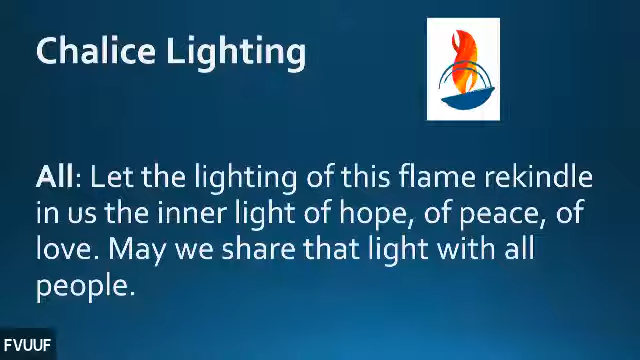 Chalice Lighting
All: Let the lighting of this flame rekindle
in us the inner light of hope, of peace, of
love. May we share that light with all
people.
FVUUF